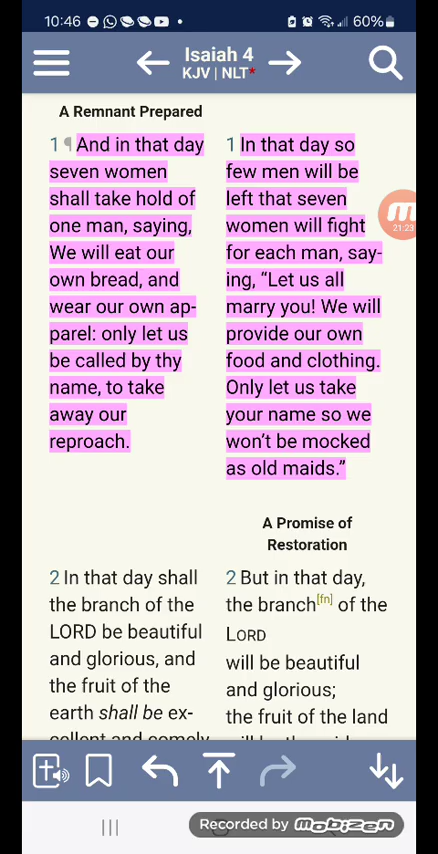 10:46
60%
Isaiah 4
KJV | NLT*
A Remnant Prepared
1 ¶ And in that day
seven women
shall take hold of
one man, saying,
We will eat our
own bread, and
wear our own ap-
parel: only let us
be called by thy
name, to take
away our
reproach.
1 In that day so
few men will be
left that seven
women will fight
for each man, say-
ing, “Let us all
marry you! We will
provide our own
food and clothing.
Only let us take
your name so we
won’t be mocked
as old maids.”
21:23
A Promise of
Restoration
2 In that day shall
the branch of the
LORD be beautiful
and glorious, and
the fruit of the
earth shall be ex-
cellent and comely
2 But in that day,
the branch[fn] of the
LORD
will be beautiful
and glorious;
the fruit of the land
Recorded by mobizen